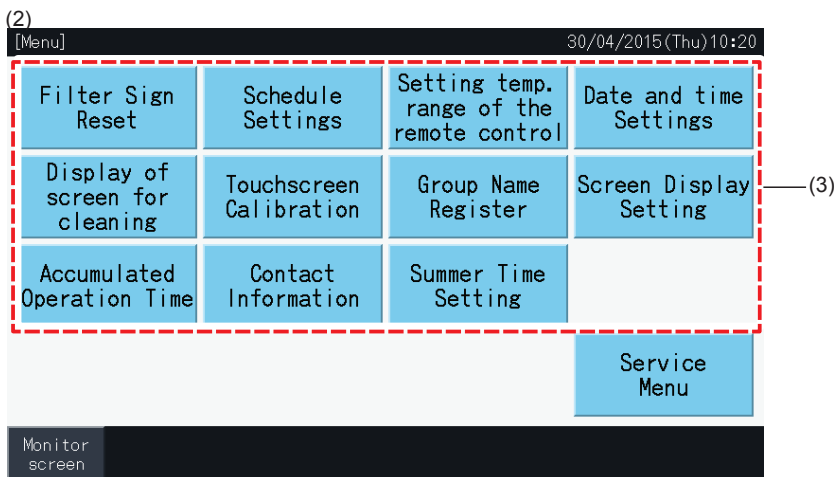 (2)
[Menu] 30/04/2015(Thu)10:20
Filter Sign
Reset
Schedule
Settings
Setting temp.
range of the
remote control
Date and time
Settings
Display of
screen for
cleaning
Touchscreen
Calibration
Group Name
Register
Screen Display
Setting
(3)
Accumulated
Operation Time
Contact
Information
Summer Time
Setting
Service
Menu
Monitor
screen